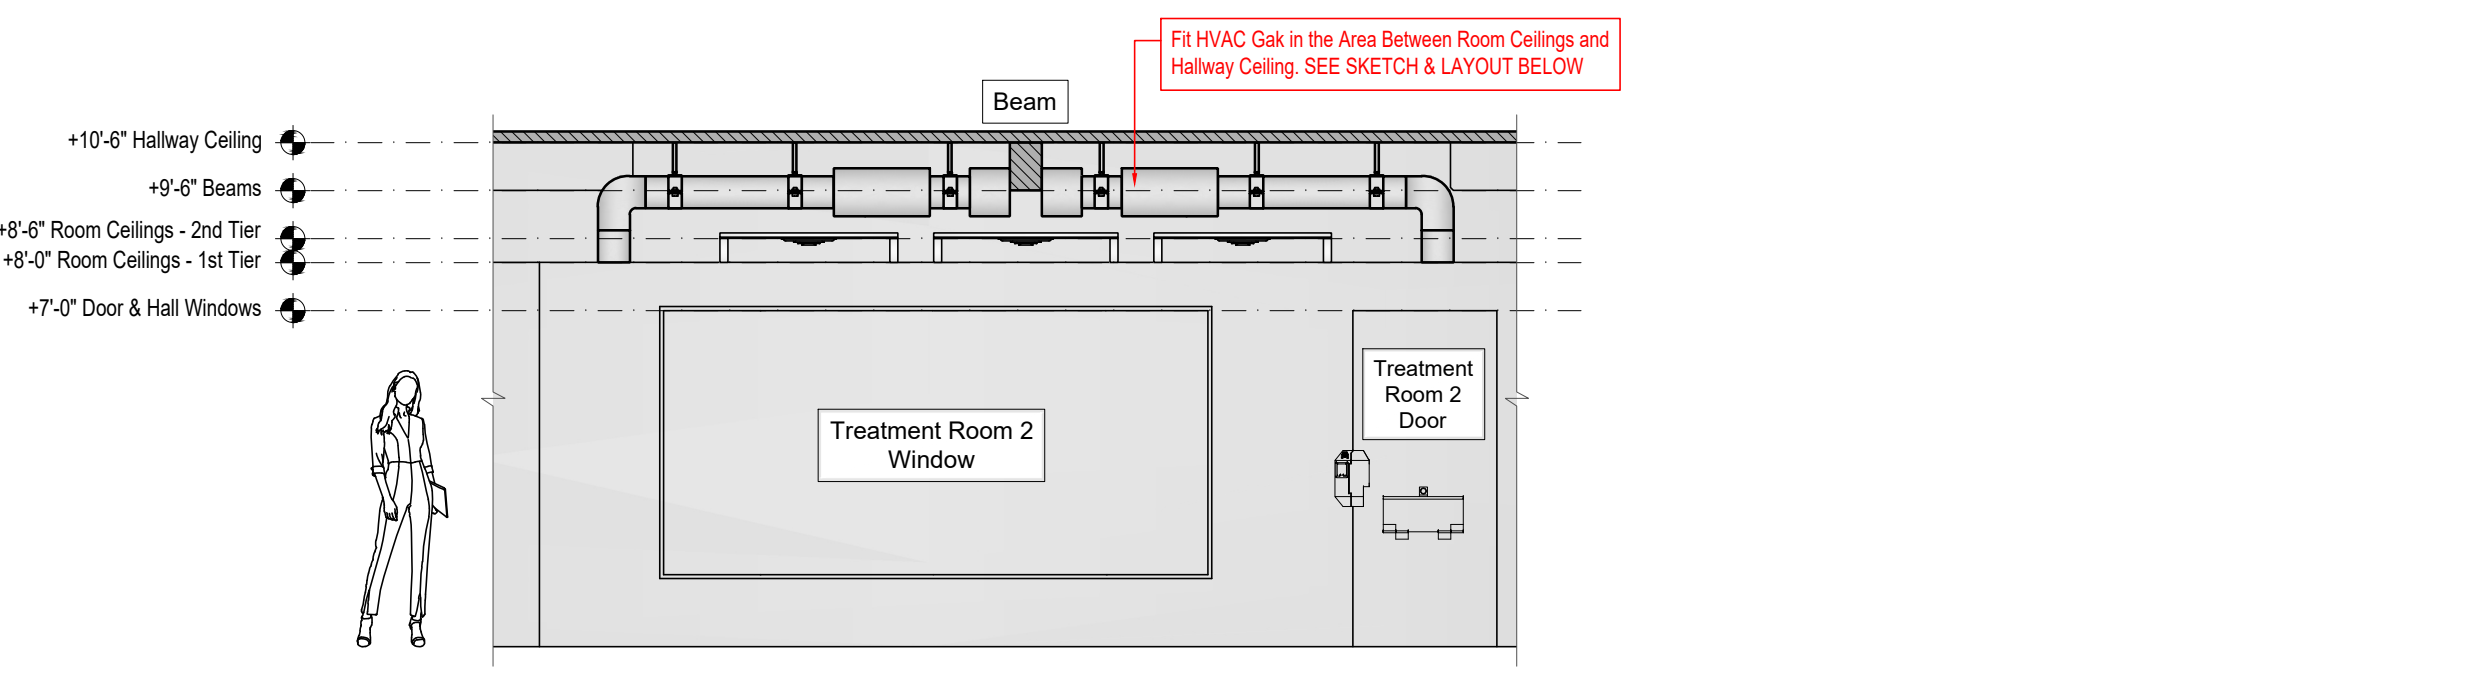 Fit HVAC Gak in the Area Between Room Ceilings and
Hallway Ceiling. SEE SKETCH & LAYOUT BELOW
Beam
+10'-6" Hallway Ceiling
+9'-6" Beams
+8'-6" Room Ceilings - 2nd Tier
+8'-0" Room Ceilings - 1st Tier
+7'-0" Door & Hall Windows
Treatment Room 2
Window
Treatment
Room 2
Door